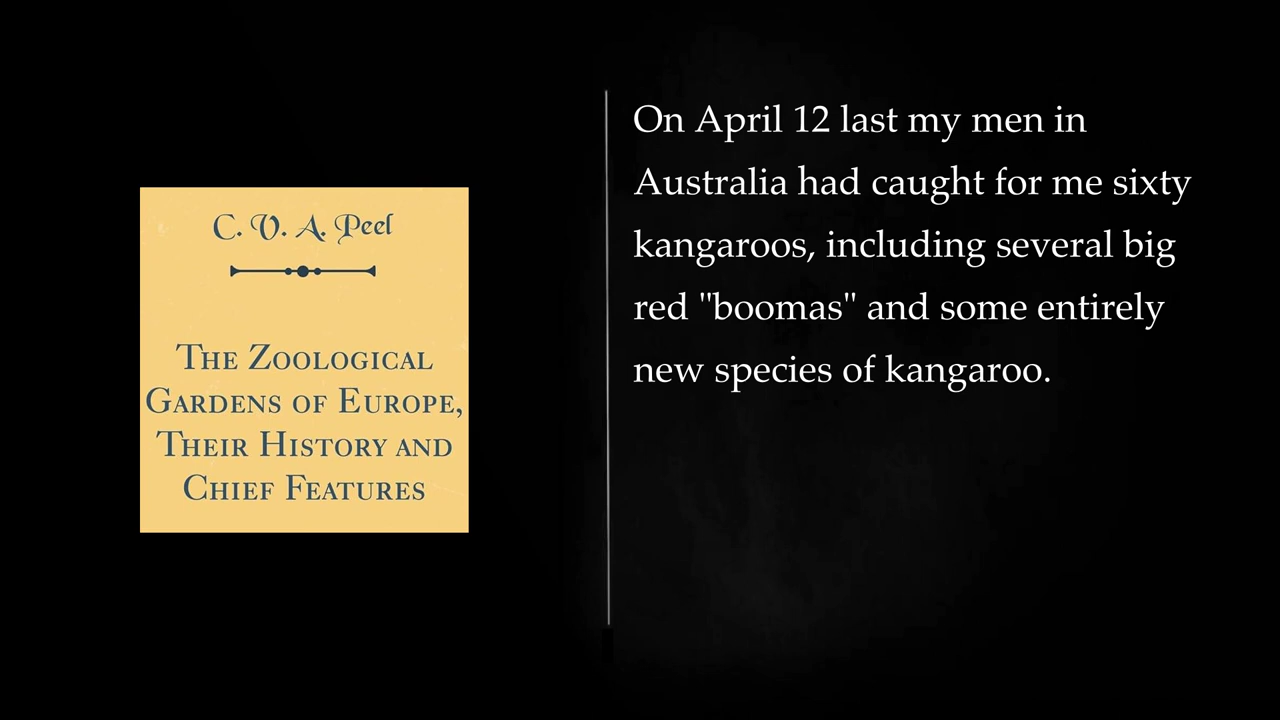 C. V. A. Peel
The Zoological
Gardens of Europe,
Their History and
Chief Features
On April 12 last my men in
Australia had caught for me sixty
kangaroos, including several big
red "boomas" and some entirely
new species of kangaroo.